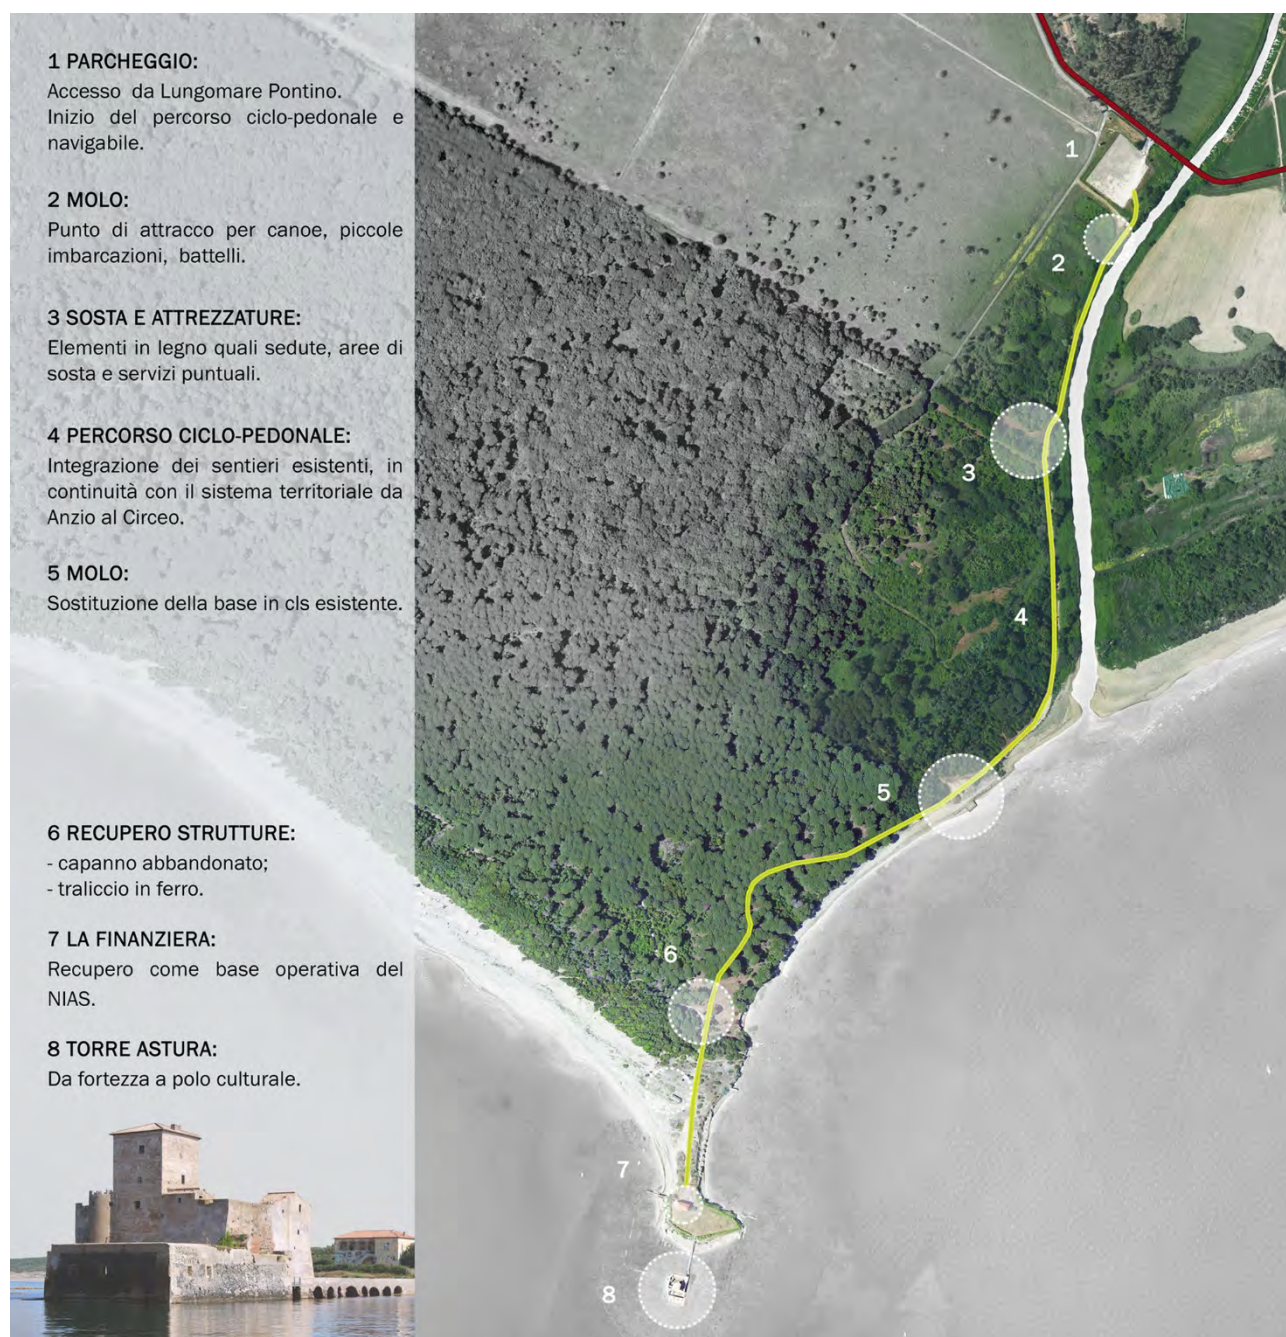 1 PARCHEGGIO:
Accesso da Lungomare Pontino.
Inizio del percorso ciclo-pedonale e
navigabile.
2 MOLO:
Punto di attracco per canoe, piccole
imbarcazioni, battelli.
3 SOSTA E ATTREZZATURE:
Elementi in legno quali sedute, aree di
sosta e servizi puntuali.
4 PERCORSO CICLO-PEDONALE:
Integrazione dei sentieri esistenti, in
continuità con il sistema territoriale da
Anzio al Circeo.
5 MOLO:
Sostituzione della base in cls esistente.
6 RECUPERO STRUTTURE:
- capanno abbandonato;
- traliccio in ferro.
7 LA FINANZIERA:
Recupero come base operativa del
NIAS.
8 TORRE ASTURA:
Da fortezza a polo culturale.
1
2
3
4
5
6
7
8